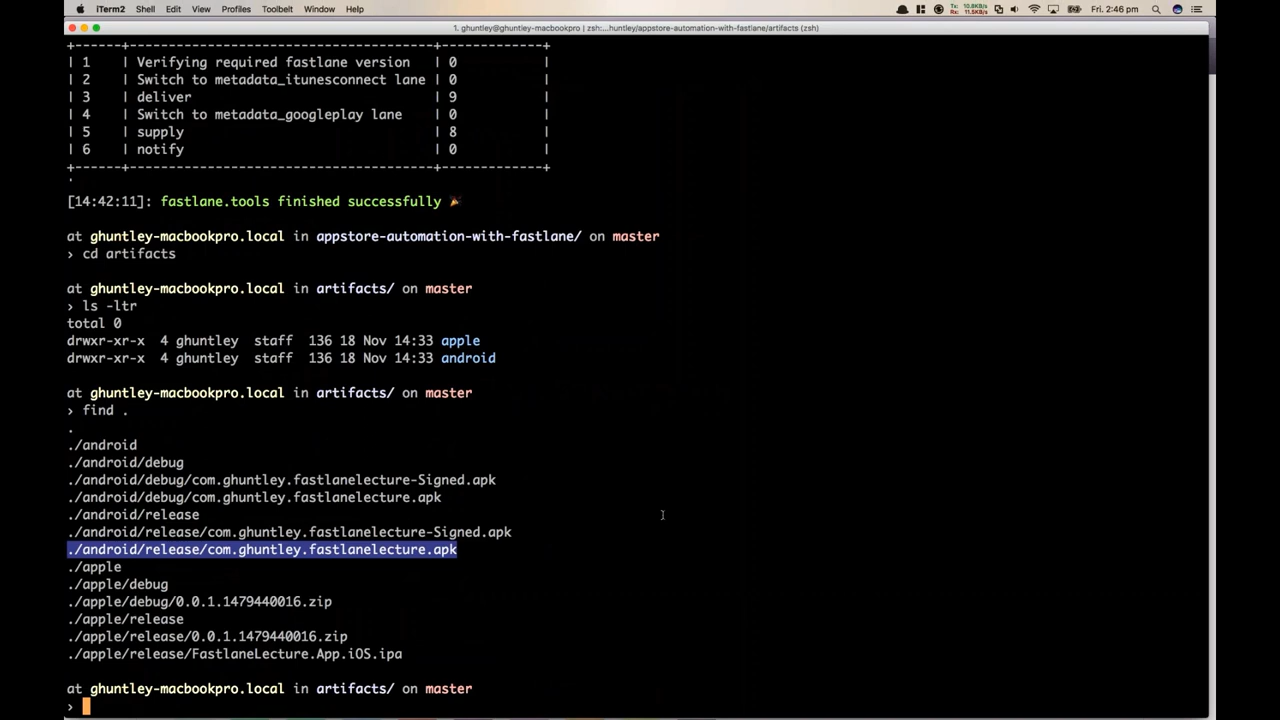 iTerm2 Shell Edit View Profiles Toolbelt Window Help Tx: 10.8KB/s Rx: 11.5KB/s Fri. 2:46 pm
1. ghuntley@ghuntley-macbookpro | zsh:...huntley/appstore-automation-with-fastlane/artifacts (zsh)
+------+-------------------------------------+-------------+
| 1 | Verifying required fastlane version | 0 |
| 2 | Switch to metadata_itunesconnect lane | 0 |
| 3 | deliver | 9 |
| 4 | Switch to metadata_googleplay lane | 0 |
| 5 | supply | 8 |
| 6 | notify | 0 |
+------+-------------------------------------+-------------+
'
[14:42:11]: fastlane.tools finished successfully 🎉
at ghuntley-macbookpro.local in appstore-automation-with-fastlane/ on master
› cd artifacts
at ghuntley-macbookpro.local in artifacts/ on master
› ls -ltr
total 0
drwxr-xr-x 4 ghuntley staff 136 18 Nov 14:33 apple
drwxr-xr-x 4 ghuntley staff 136 18 Nov 14:33 android
at ghuntley-macbookpro.local in artifacts/ on master
› find .
.
./android
./android/debug
./android/debug/com.ghuntley.fastlanelecture-Signed.apk
./android/debug/com.ghuntley.fastlanelecture.apk
./android/release
./android/release/com.ghuntley.fastlanelecture-Signed.apk
./android/release/com.ghuntley.fastlanelecture.apk
./apple
./apple/debug
./apple/debug/0.0.1.1479440016.zip
./apple/release
./apple/release/0.0.1.1479440016.zip
./apple/release/FastlaneLecture.App.iOS.ipa
at ghuntley-macbookpro.local in artifacts/ on master
›